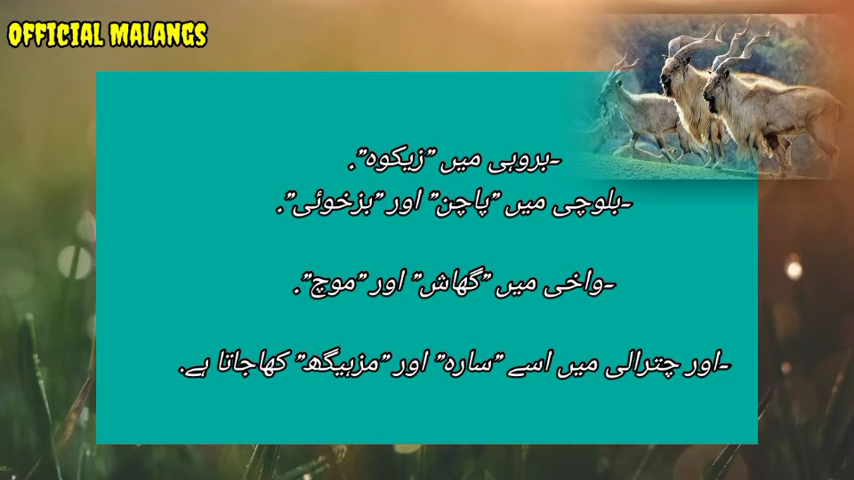 OFFICIAL MALANGS
-بروہی میں ”زیکوہ”.
-بلوچی میں ”پاچن” اور ”بزخوئی”.
-واخی میں ”گھاش” اور ”موچ”.
-اور چترالی میں اسے ”سارہ” اور ”مزہیگھ” کھاجاتا ہے.